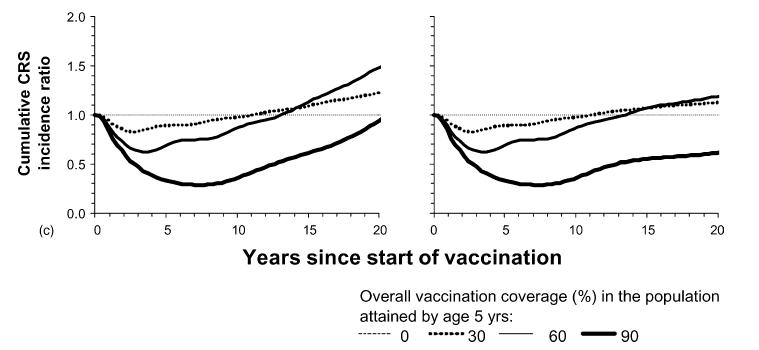 2.0
1.5
Cumulative CRS
incidence ratio
1.0
0.5
0.0
(c)
0 5 10 15 20
0 5 10 15 20
Years since start of vaccination
Overall vaccination coverage (%) in the population
attained by age 5 yrs:
0 30 60 90